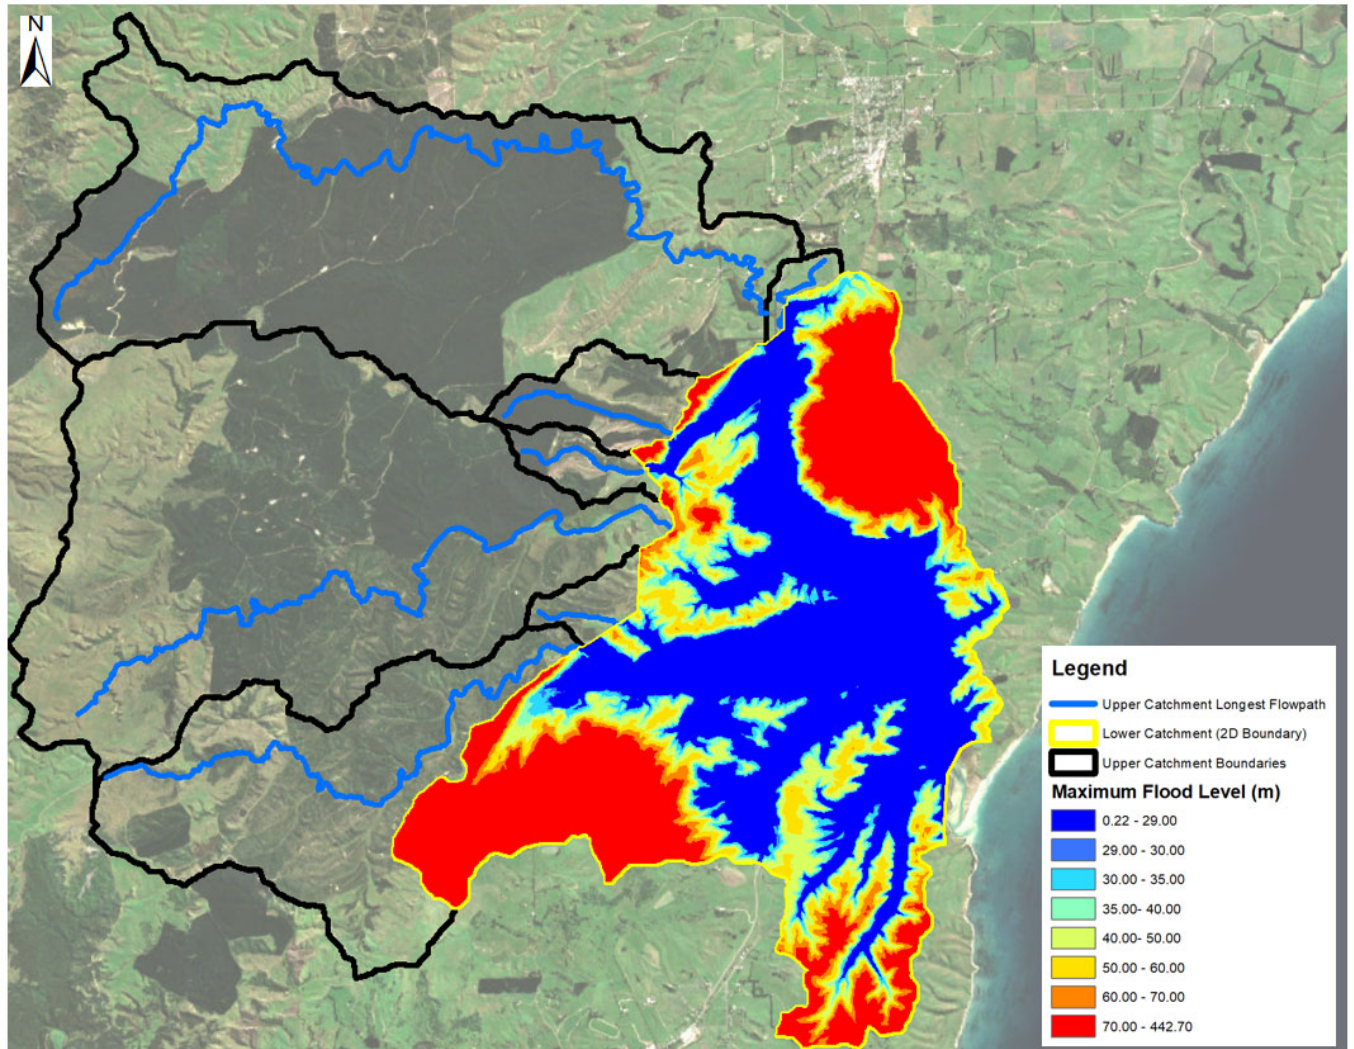 N
Legend
Upper Catchment Longest Flowpath
Lower Catchment (2D Boundary)
Upper Catchment Boundaries
Maximum Flood Level (m)
0.22 - 29.00
29.00 - 30.00
30.00 - 35.00
35.00- 40.00
40.00- 50.00
50.00 - 60.00
60.00 - 70.00
70.00 - 442.70